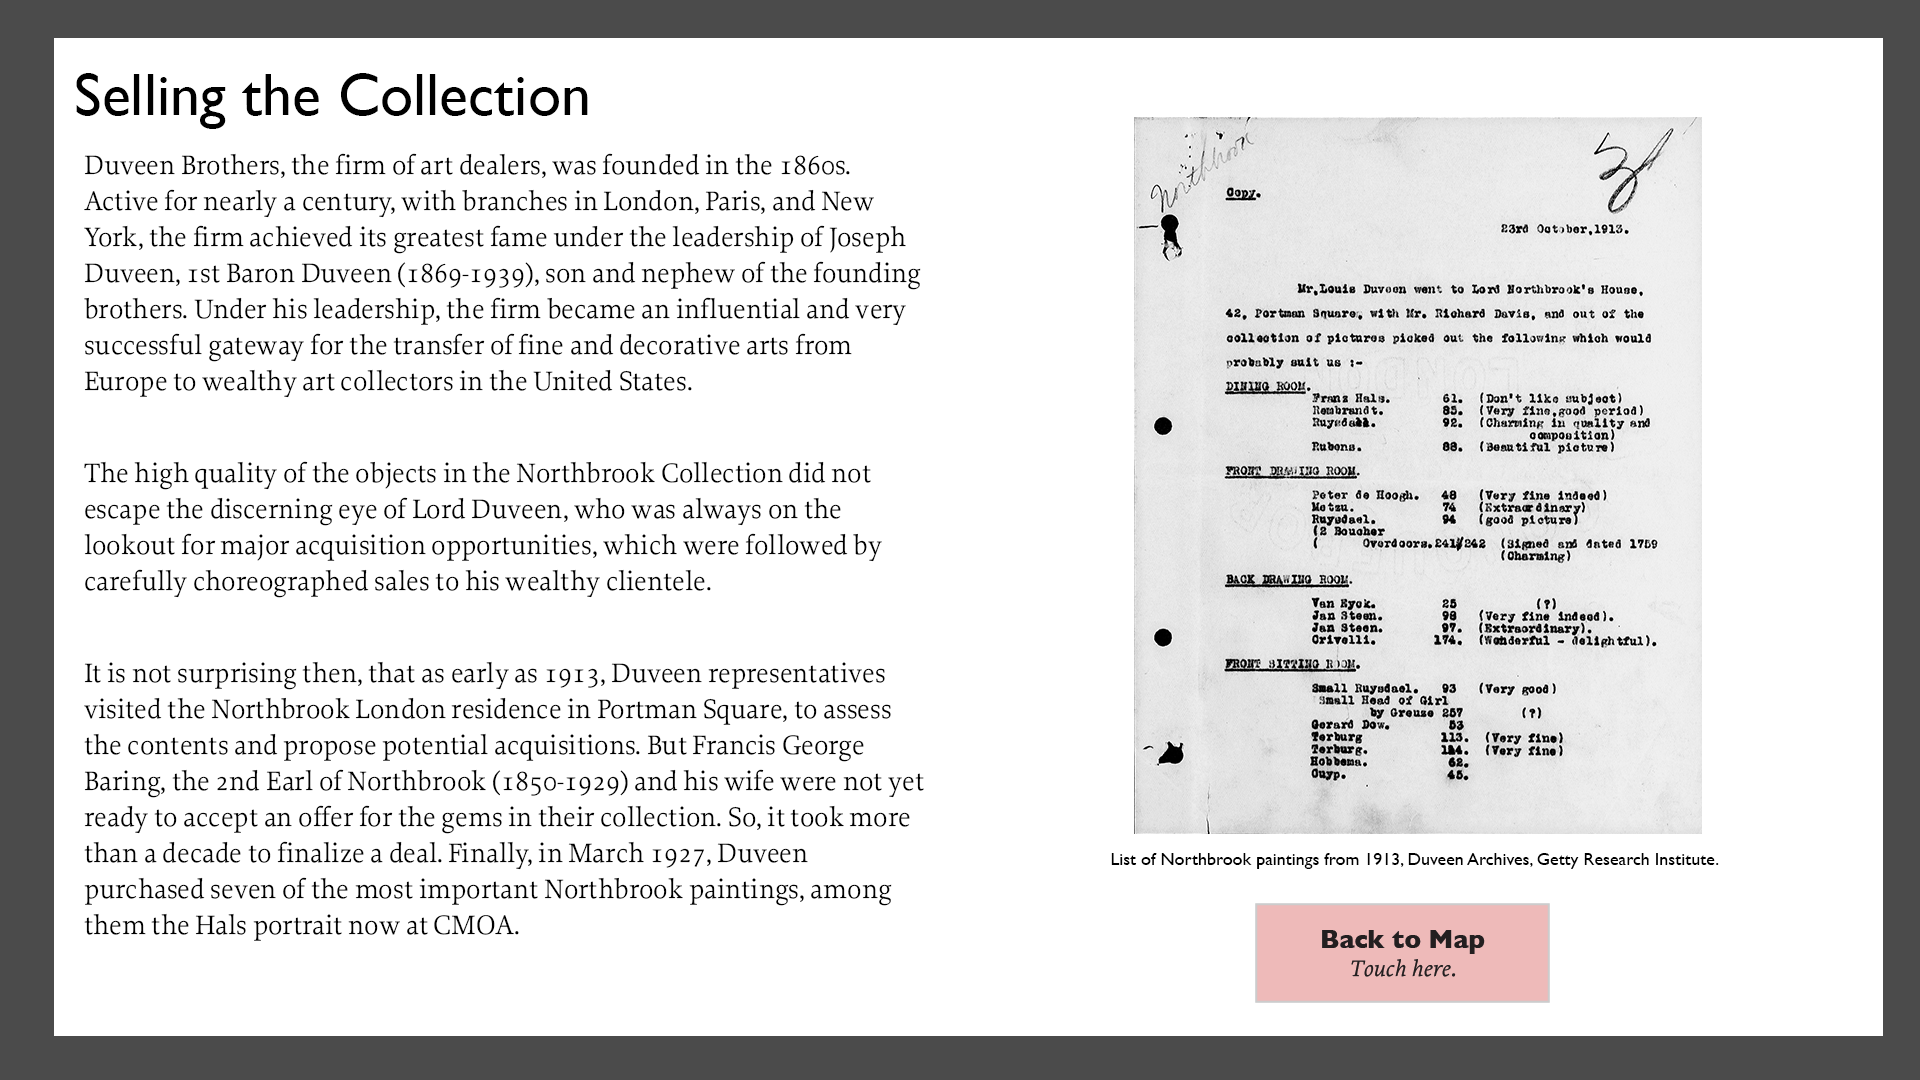 Selling the Collection
Duveen Brothers, the firm of art dealers, was founded in the 1860s.
Active for nearly a century, with branches in London, Paris, and New
York, the firm achieved its greatest fame under the leadership of Joseph
Duveen, 1st Baron Duveen (1869-1939), son and nephew of the founding
brothers. Under his leadership, the firm became an influential and very
successful gateway for the transfer of fine and decorative arts from
Europe to wealthy art collectors in the United States.
The high quality of the objects in the Northbrook Collection did not
escape the discerning eye of Lord Duveen, who was always on the
lookout for major acquisition opportunities, which were followed by
carefully choreographed sales to his wealthy clientele.
It is not surprising then, that as early as 1913, Duveen representatives
visited the Northbrook London residence in Portman Square, to assess
the contents and propose potential acquisitions. But Francis George
Baring, the 2nd Earl of Northbrook (1850-1929) and his wife were not yet
ready to accept an offer for the gems in their collection. So, it took more
than a decade to finalize a deal. Finally, in March 1927, Duveen
purchased seven of the most important Northbrook paintings, among
them the Hals portrait now at CMOA.
Northbrook
Copy.
23rd October,1913.
Mr.Louis Duveen went to Lord Northbrook's House,
42, Portman Square, with Mr. Richard Davis, and out of the
collection of pictures picked out the following which would
probably suit us :-
DINING ROOM.
Franz Hals. 61. (Don't like subject)
Rembrandt. 85. (Very fine,good period)
Ruysdael. 92. (Charming in quality and
composition)
Rubens. 88. (Beautiful picture)
FRONT DRAWING ROOM.
Peter de Hoogh. 48 (Very fine indeed)
Metzu. 74 (Extraordinary)
Ruysdael. 94 (good picture)
(2 Boucher
( Overdoors.241/242 (Signed and dated 1759
(Charming)
BACK DRAWING ROOM.
Van Eyck. 25 (?)
Jan Steen. 98 (Very fine indeed).
Jan Steen. 97. (Extraordinary).
Crivelli. 174. (Wonderful - delightful).
FRONT SITTING ROOM.
Small Ruysdael. 93 (Very good)
Small Head of Girl
by Greuze 257 (?)
Gerard Dow. 53
Terburg 113. (Very fine)
Terburg. (Very fine)
Hobbema. 62.
Cuyp. 45.
List of Northbrook paintings from 1913, Duveen Archives, Getty Research Institute.
Back to Map
Touch here.